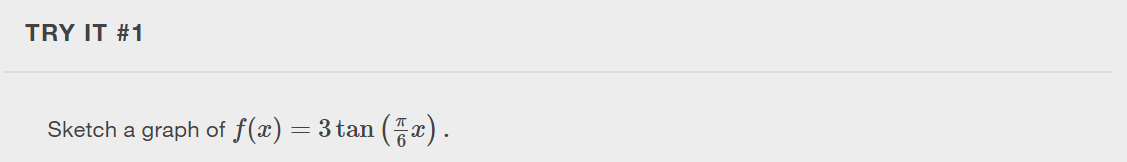 TRY IT #1
Sketch a graph of f(x) = 3 tan (π/6 x) .